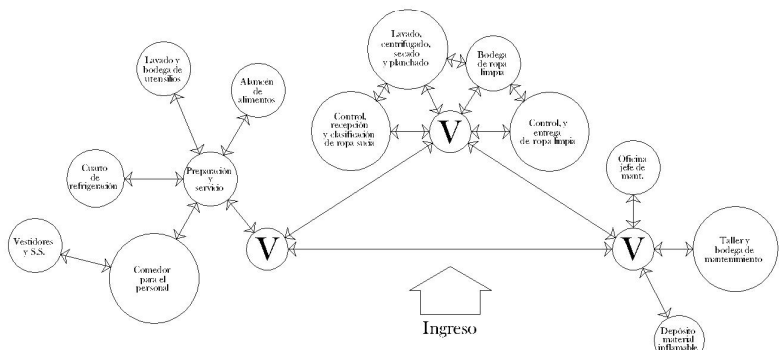 Lavado y
bodega de
utensilios
Alamcén
de
alimentos
Cuarto
de
refrigeración
Preparación
y
servicio
Vestidores
y S.S.
Comedor
para el
personal
V
Lavado,
centrifugado,
secado
y planchado
Bodega
de ropa
limpia
Control,
recepción
y clasificación
de ropa sucia
V
Control, y
entrega
de ropa limpia
Oficina
jefe de
mant.
V
Taller y
bodega de
mantenimiento
Depósito
material
inflamable
Ingreso